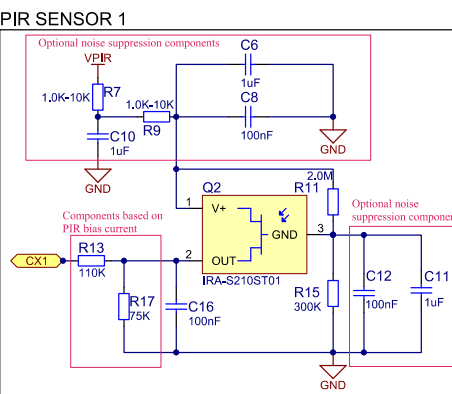 PIR SENSOR 1
Optional noise suppression components
VPIR
R7
1.0K-10K
C10
1uF
GND
1.0K-10K
R9
C6
1uF
C8
100nF
GND
2.0M
R11
Q2
1
V+
GND
3
2
OUT
IRA-S210ST01
Components based on
PIR bias current
CX1
R13
110K
R17
75K
C16
100nF
R15
300K
GND
Optional noise
suppression componen
C12
100nF
C11
1uF